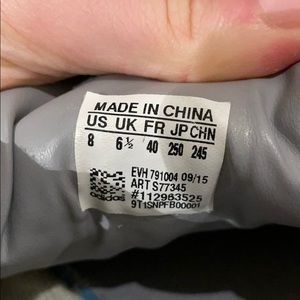 MADE IN CHINA
US UK FR JP CHN
8 6½ 40 250 245
EVH 791004 09/15
ART S77345
#112963525
9T1SNPFB00001
adidas